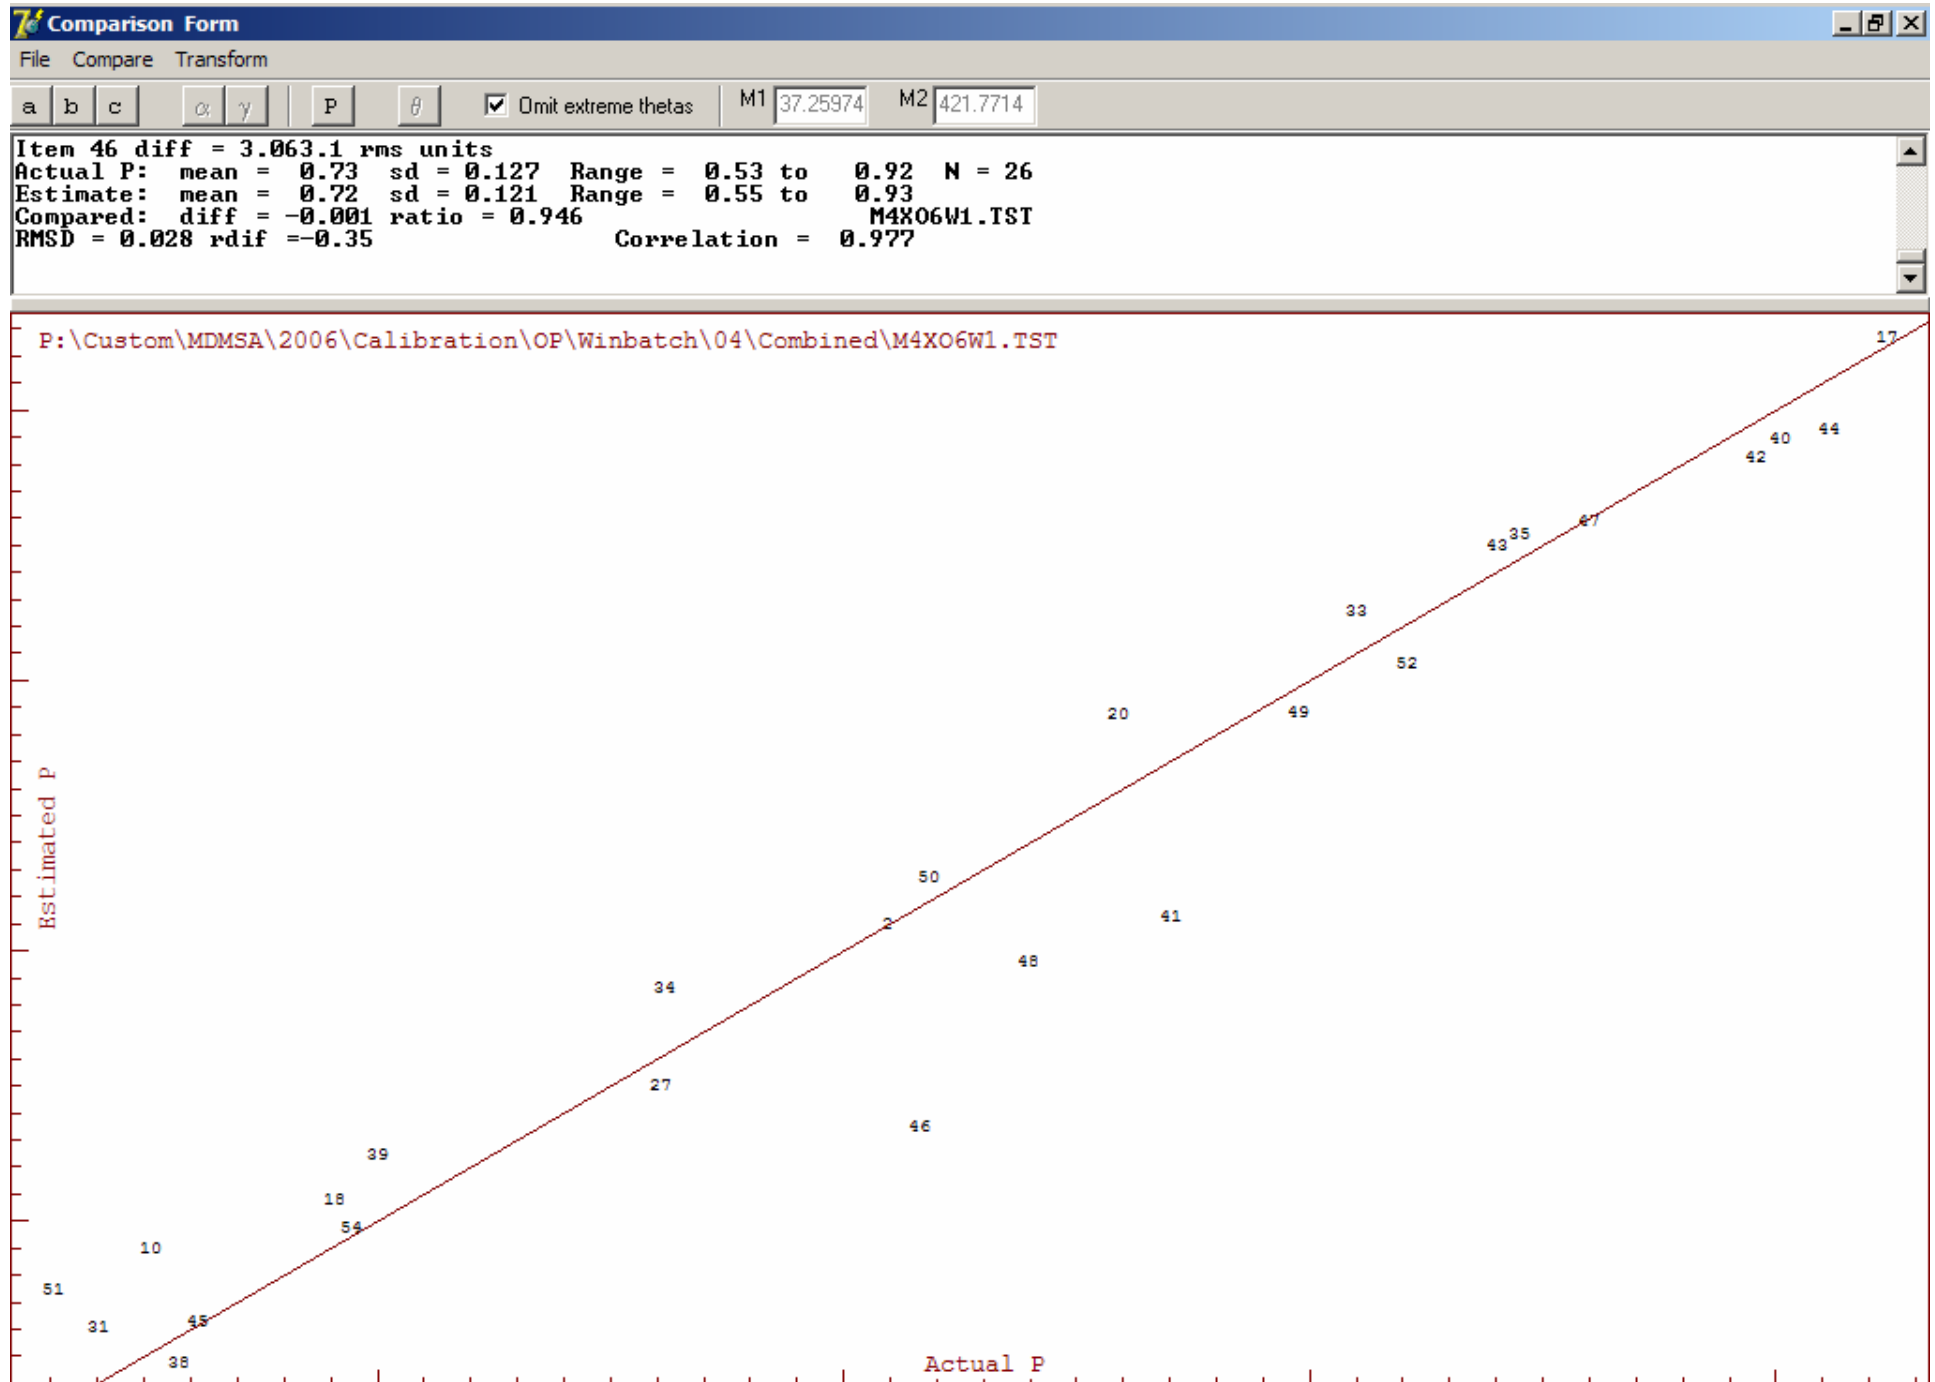 Comparison Form
File Compare Transform
a b c α γ P θ Omit extreme thetas M1 37.25974 M2 421.7714
Item 46 diff = 3.063.1 rms units
Actual P: mean = 0.73 sd = 0.127 Range = 0.53 to 0.92 N = 26
Estimate: mean = 0.72 sd = 0.121 Range = 0.55 to 0.93
Compared: diff = -0.001 ratio = 0.946 M4XO6W1.TST
RMSD = 0.028 rdif =-0.35 Correlation = 0.977
P:\Custom\MDMSA\2006\Calibration\OP\Winbatch\04\Combined\M4XO6W1.TST
17
44
40
42
47
35
43
33
52
20
49
Estimated P
50
41
2
48
34
27
46
39
18
54
10
51
45
31
38
Actual P